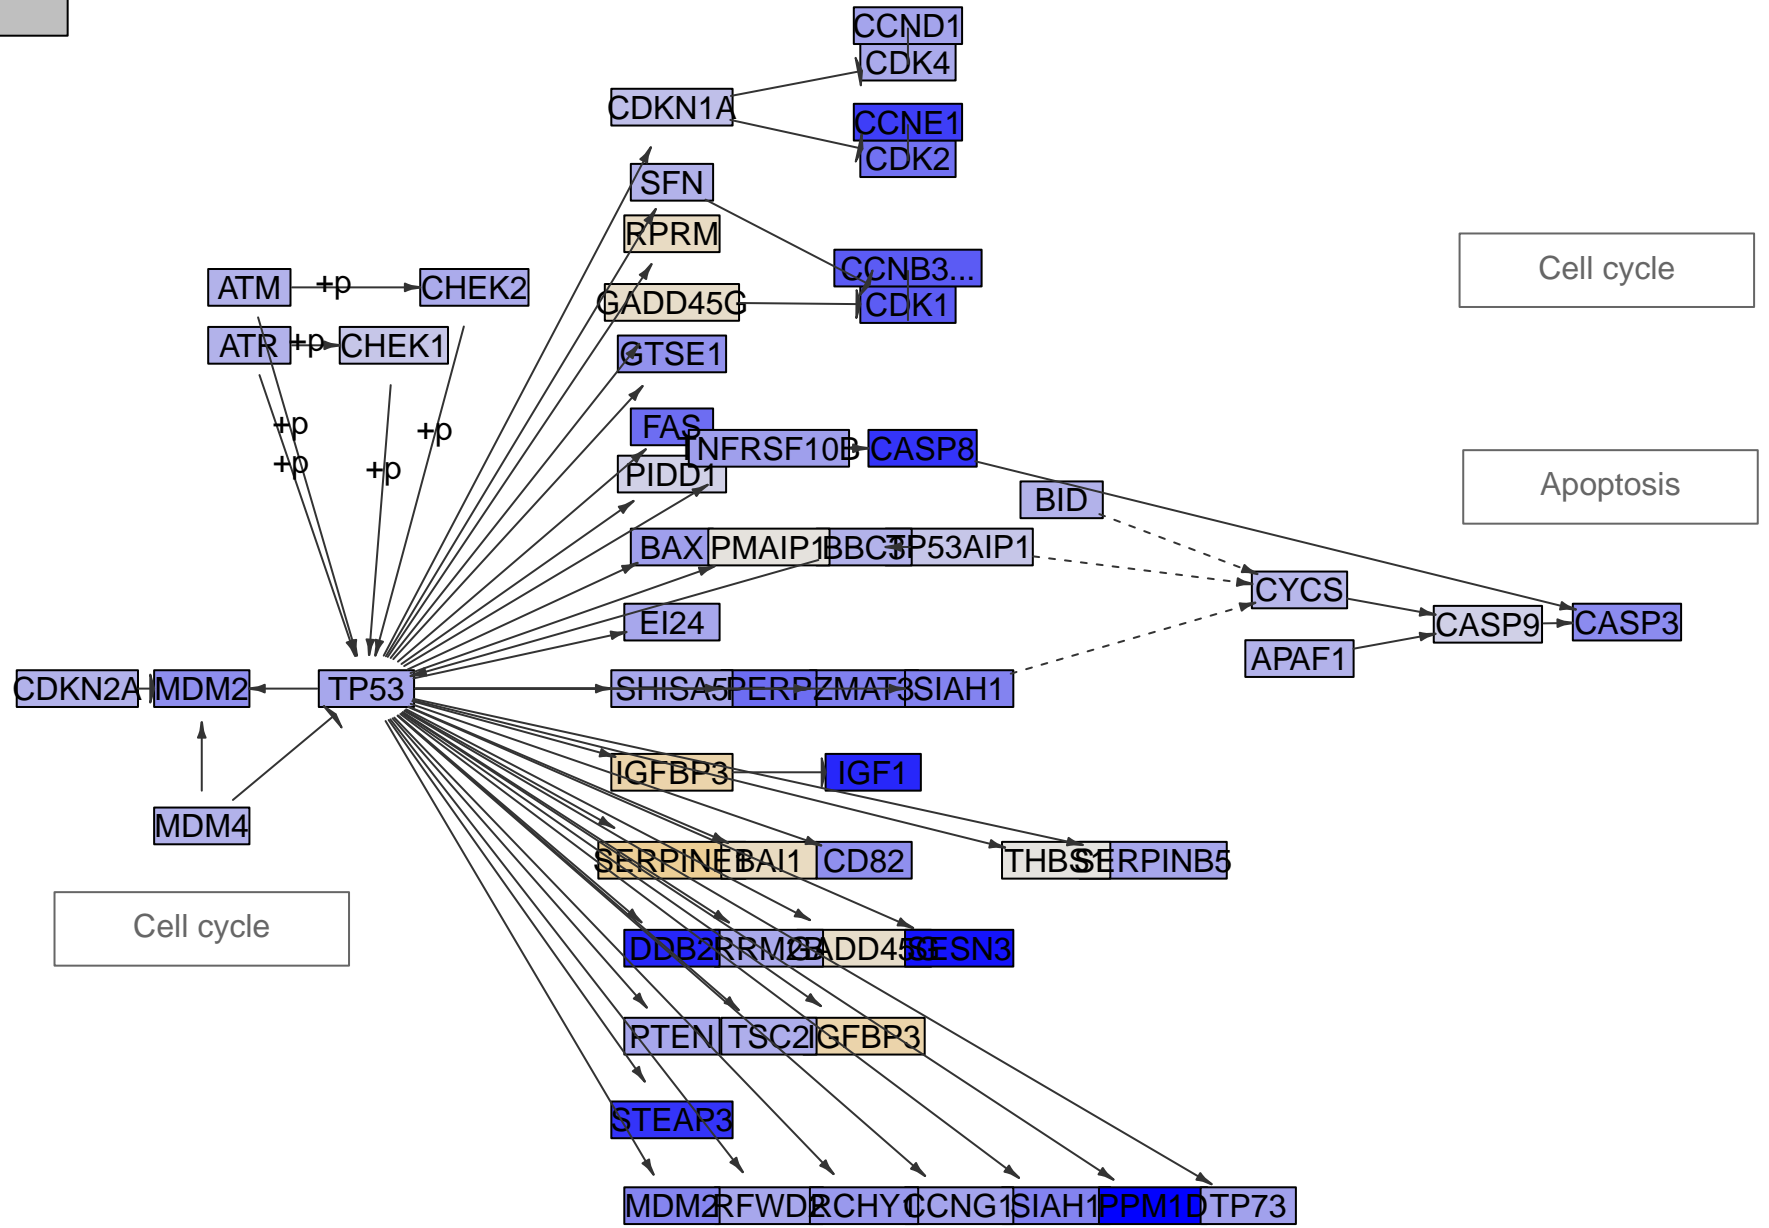 CCND1
CDK4
CDKN1A
CCNE1
CDK2
SFN
RPRM
CCNB3...
Cell cycle
ATM
+p
CHEK2
GADD45G
CDK1
ATR
+p
CHEK1
GTSE1
+p
+p
+p
+p
FAS
TNFRSF10B
CASP8
PIDD1
Apoptosis
BID
BAX
PMAIP1
BBC3
TP53AIP1
CYCS
EI24
CASP9
CASP3
APAF1
CDKN2A
MDM2
TP53
SHISA5
PERP
ZMAT3
SIAH1
IGFBP3
IGF1
MDM4
SERPINE1
BAI1
CD82
THBS1
SERPINB5
Cell cycle
DDB2
RRM2B
GADD45G
SESN3
PTEN
TSC2
IGFBP3
STEAP3
MDM2
RFWD2
RCHY1
CCNG1
SIAH1
PPM1D
TP73